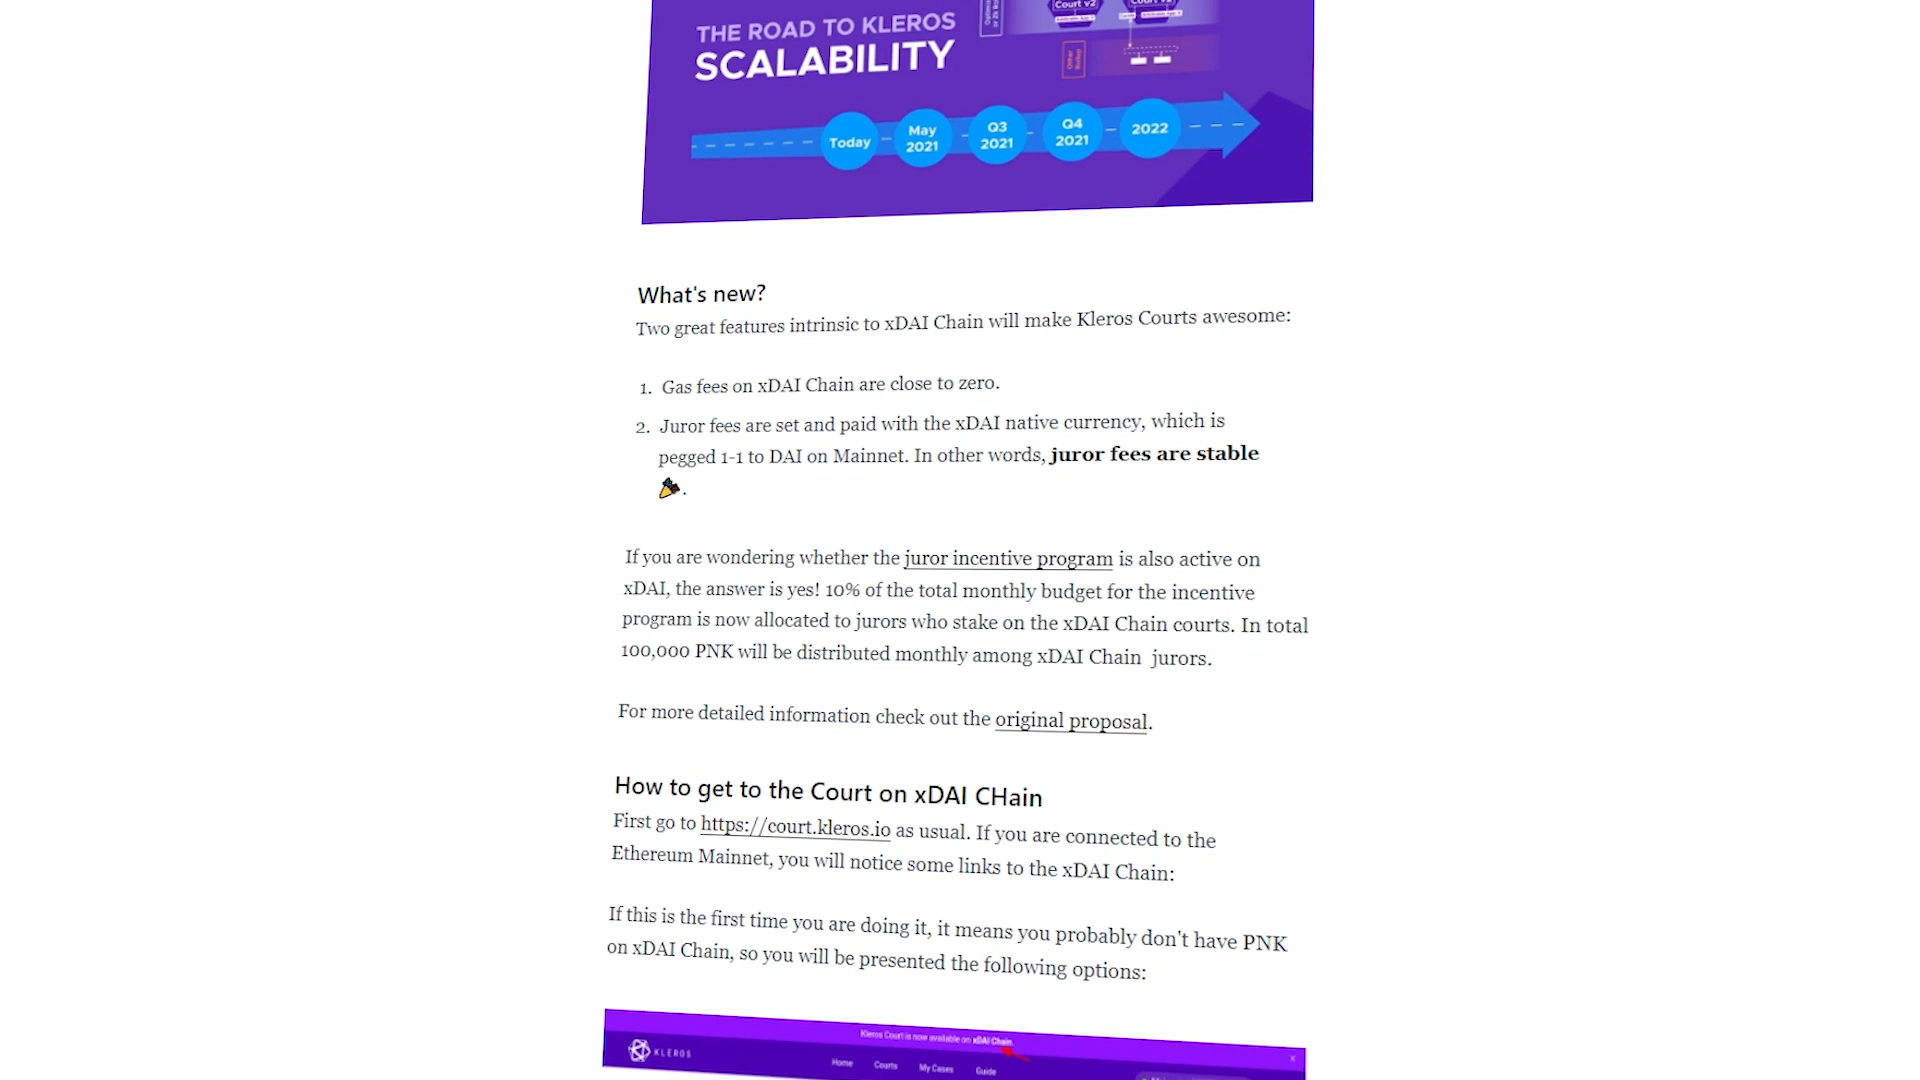 THE ROAD TO KLEROS
SCALABILITY
Court v2
Today
May
2021
Q3
2021
Q4
2021
2022
What's new?
Two great features intrinsic to xDAI Chain will make Kleros Courts awesome:
1. Gas fees on xDAI Chain are close to zero.
2. Juror fees are set and paid with the xDAI native currency, which is
pegged 1-1 to DAI on Mainnet. In other words, juror fees are stable
🎉.
If you are wondering whether the juror incentive program is also active on
xDAI, the answer is yes! 10% of the total monthly budget for the incentive
program is now allocated to jurors who stake on the xDAI Chain courts. In total
100,000 PNK will be distributed monthly among xDAI Chain jurors.
For more detailed information check out the original proposal.
How to get to the Court on xDAI CHain
First go to https://court.kleros.io as usual. If you are connected to the
Ethereum Mainnet, you will notice some links to the xDAI Chain:
If this is the first time you are doing it, it means you probably don't have PNK
on xDAI Chain, so you will be presented the following options:
Kleros Court is now available on xDAI Chain.
KLEROS
Home
Courts
My Cases
Guide